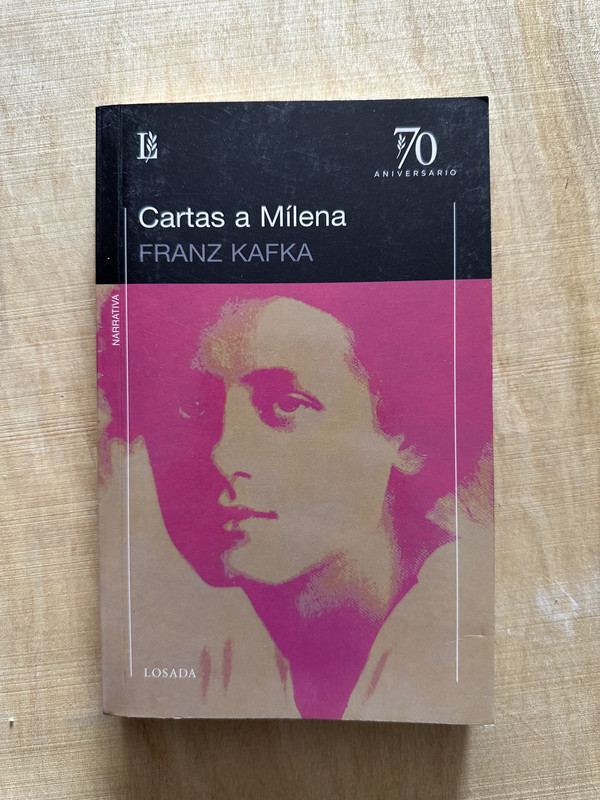 L
70
ANIVERSARIO
Cartas a Mílena
FRANZ KAFKA
NARRATIVA
LOSADA